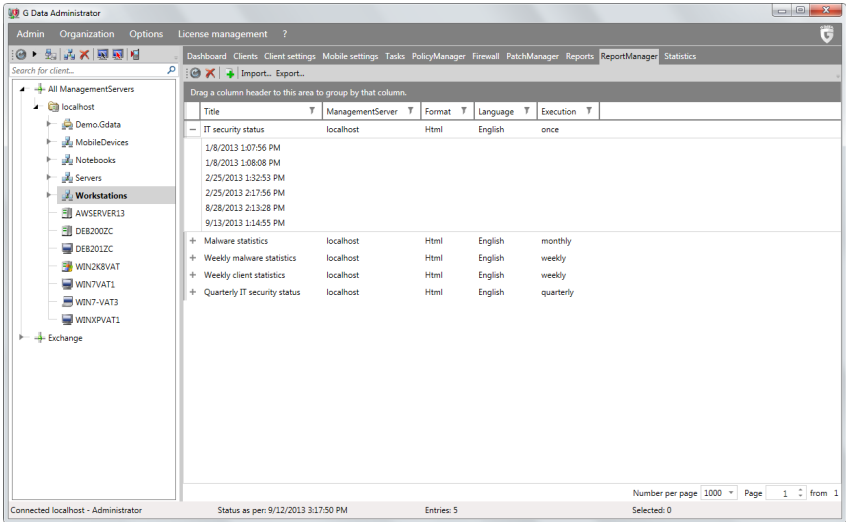 G Data Administrator
Admin Organization Options License management ?
Dashboard Clients Client settings Mobile settings Tasks PolicyManager Firewall PatchManager Reports ReportManager Statistics
Search for client...
Import... Export...
Drag a column header to this area to group by that column.
Title ManagementServer Format Language Execution
IT security status localhost Html English once
1/8/2013 1:07:56 PM
1/8/2013 1:08:08 PM
2/25/2013 1:32:53 PM
2/25/2013 2:17:56 PM
8/28/2013 2:13:28 PM
9/13/2013 1:14:55 PM
Malware statistics localhost Html English monthly
Weekly malware statistics localhost Html English weekly
Weekly client statistics localhost Html English weekly
Quarterly IT security status localhost Html English quarterly
All ManagementServers
localhost
Demo.Gdata
MobileDevices
Notebooks
Servers
Workstations
AWSERVER13
DEB200ZC
DEB201ZC
WIN2K8VAT
WIN7VAT1
WIN7-VAT3
WINXPVAT1
Exchange
Number per page 1000 Page 1 from 1
Connected localhost - Administrator Status as per: 9/12/2013 3:17:50 PM Entries: 5 Selected: 0